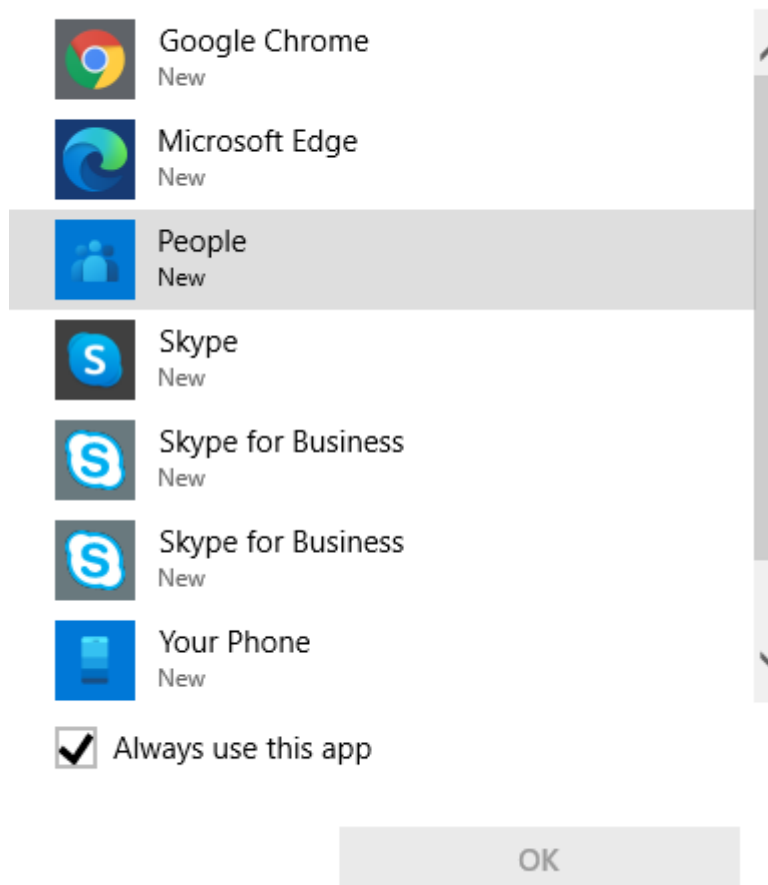 Google Chrome
New
Microsoft Edge
New
People
New
Skype
New
Skype for Business
New
Skype for Business
New
Your Phone
New
Always use this app
OK